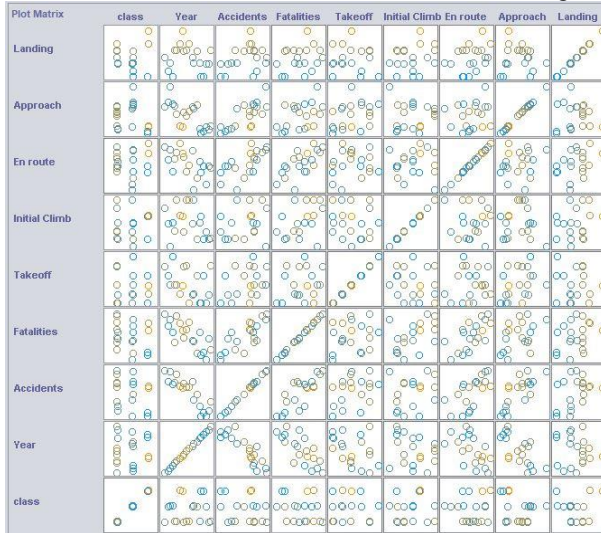 Plot Matrix class Year Accidents Fatalities Takeoff Initial Climb En route Approach Landing
Landing
Approach
En route
Initial Climb
Takeoff
Fatalities
Accidents
Year
class